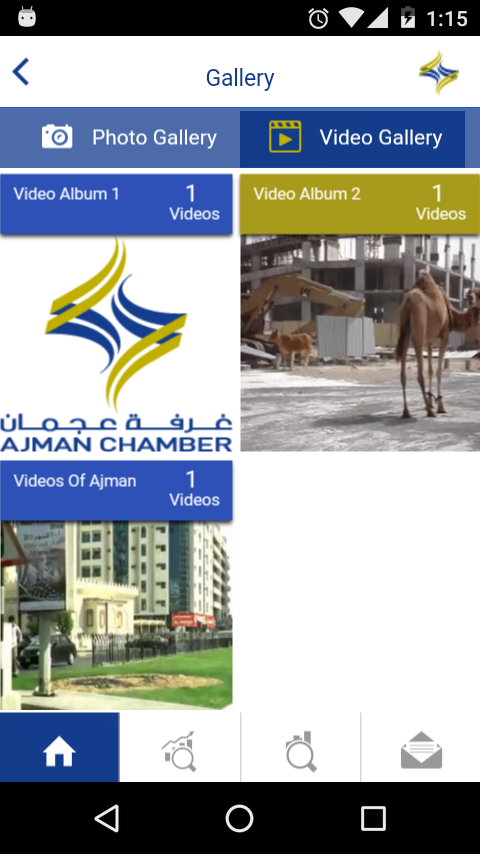 1:15
Gallery
Photo Gallery
Video Gallery
Video Album 1
1
Videos
Video Album 2
1
Videos
غرفة عجمان
AJMAN CHAMBER
Videos Of Ajman
1
Videos